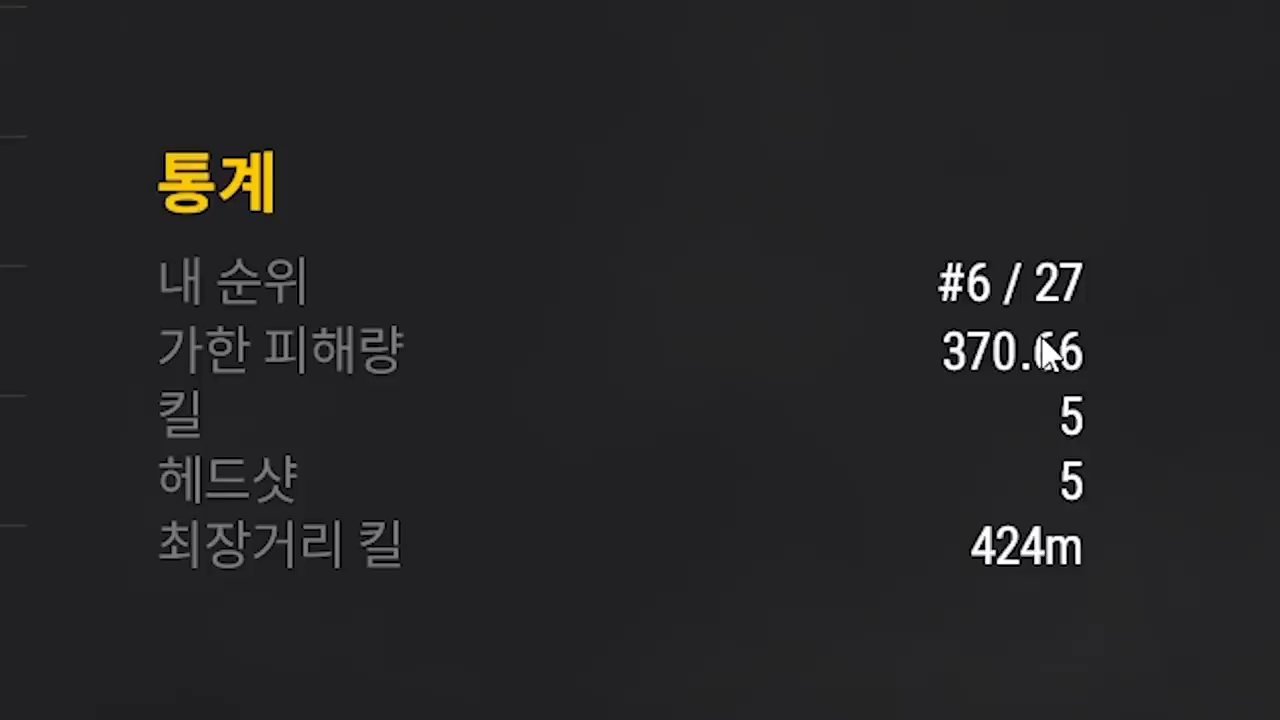 통계
내 순위 #6 / 27
가한 피해량
킬 5
헤드샷 5
최장거리 킬 424m